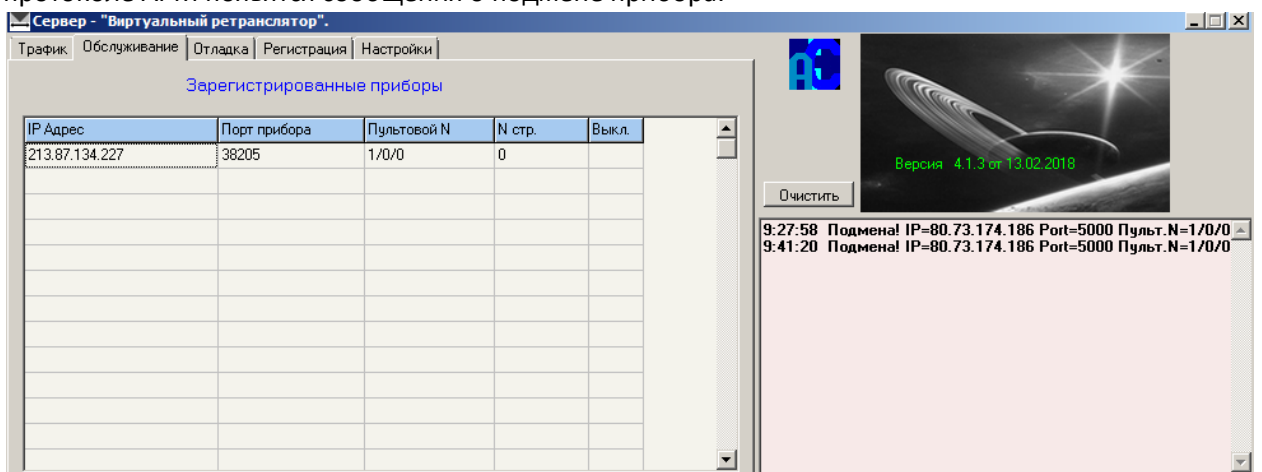 Сервер - "Виртуальный ретранслятор".
Трафик Обслуживание Отладка Регистрация Настройки
Зарегистрированные приборы
IP Адрес Порт прибора Пультовой N N стр. Выкл.
213.87.134.227 38205 1/0/0 0
АС
Версия 4.1.3 от 13.02.2018
Очистить
9:27:58 Подмена! IP=80.73.174.186 Port=5000 Пульт.N=1/0/0
9:41:20 Подмена! IP=80.73.174.186 Port=5000 Пульт.N=1/0/0